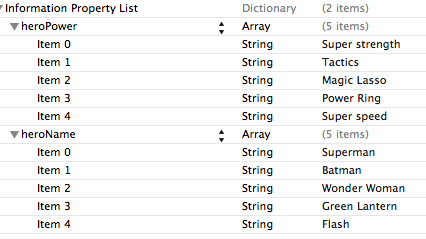 Information Property List Dictionary (2 items)
heroPower Array (5 items)
Item 0 String Super strength
Item 1 String Tactics
Item 2 String Magic Lasso
Item 3 String Power Ring
Item 4 String Super speed
heroName Array (5 items)
Item 0 String Superman
Item 1 String Batman
Item 2 String Wonder Woman
Item 3 String Green Lantern
Item 4 String Flash